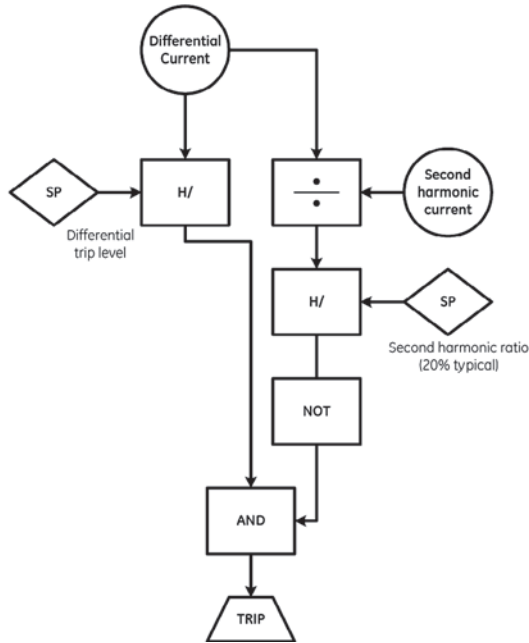 Differential
Current
SP
H/
Second
harmonic
current
Differential
trip level
H/
SP
Second harmonic ratio
(20% typical)
NOT
AND
TRIP